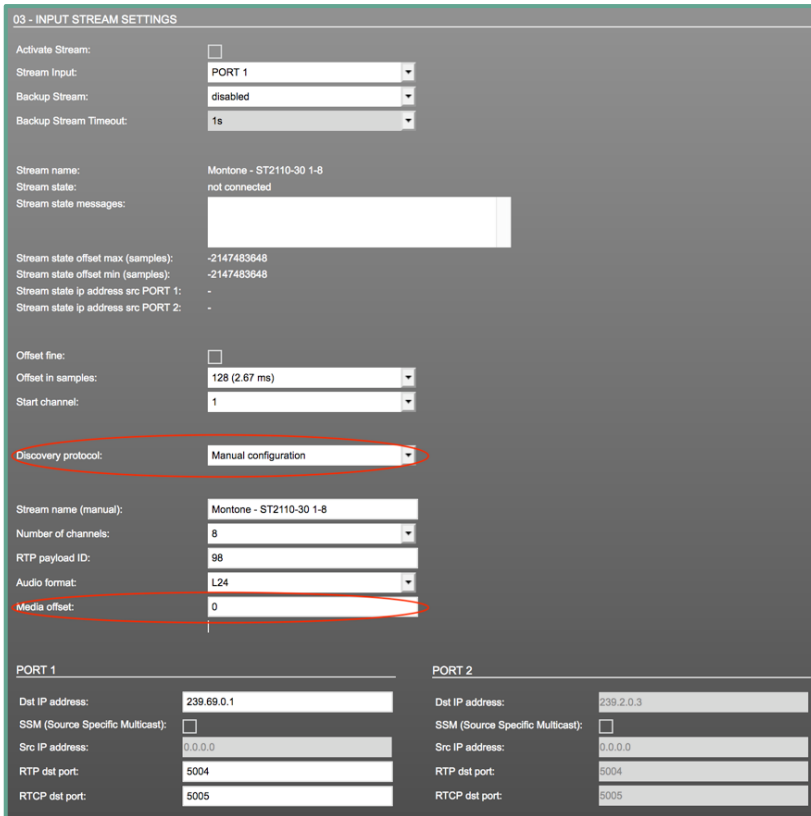 03 - INPUT STREAM SETTINGS
Activate Stream:
Stream Input: PORT 1
Backup Stream: disabled
Backup Stream Timeout: 1s
Stream name: Montone - ST2110-30 1-8
Stream state: not connected
Stream state messages:
Stream state offset max (samples): -2147483648
Stream state offset min (samples): -2147483648
Stream state ip address src PORT 1: -
Stream state ip address src PORT 2: -
Offset fine:
Offset in samples: 128 (2.67 ms)
Start channel: 1
Discovery protocol: Manual configuration
Stream name (manual): Montone - ST2110-30 1-8
Number of channels: 8
RTP payload ID: 98
Audio format: L24
Media offset: 0
PORT 1
Dst IP address: 239.69.0.1
SSM (Source Specific Multicast):
Src IP address: 0.0.0.0
RTP dst port: 5004
RTCP dst port: 5005
PORT 2
Dst IP address: 239.2.0.3
SSM (Source Specific Multicast):
Src IP address: 0.0.0.0
RTP dst port: 5004
RTCP dst port: 5005